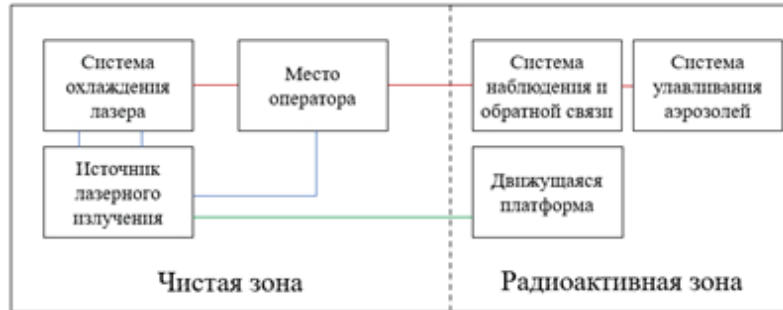 Система
охлаждения
лазера
Место
оператора
Система
наблюдения и
обратной связи
Система
улавливания
аэрозолей
Источник
лазерного
излучения
Движущаяся
платформа
Чистая зона
Радиоактивная зона